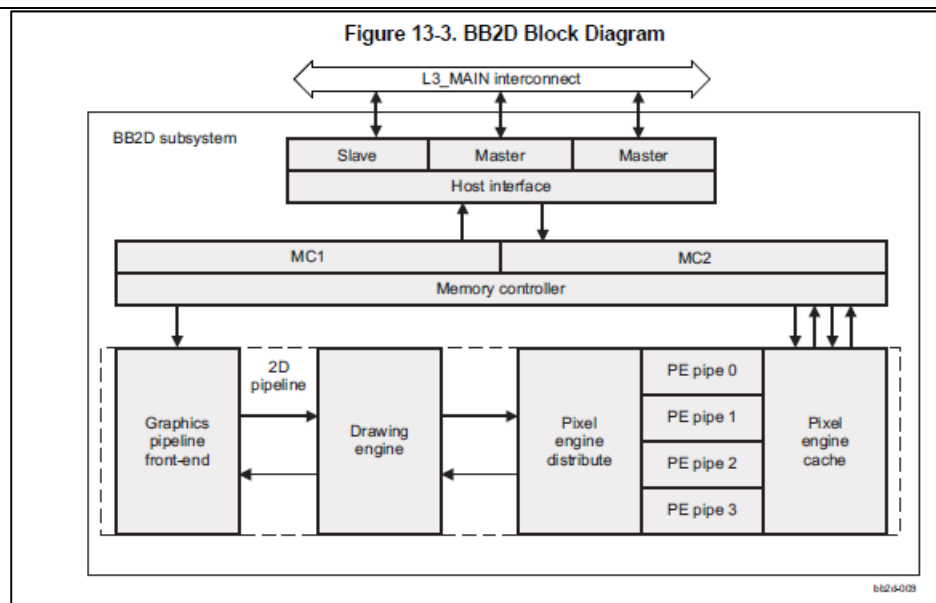 Figure 13-3. BB2D Block Diagram
L3_MAIN interconnect
BB2D subsystem
Slave
Master
Master
Host interface
MC1
MC2
Memory controller
Graphics
pipeline
front-end
2D
pipeline
Drawing
engine
Pixel
engine
distribute
PE pipe 0
PE pipe 1
PE pipe 2
PE pipe 3
Pixel
engine
cache
bb2d-003